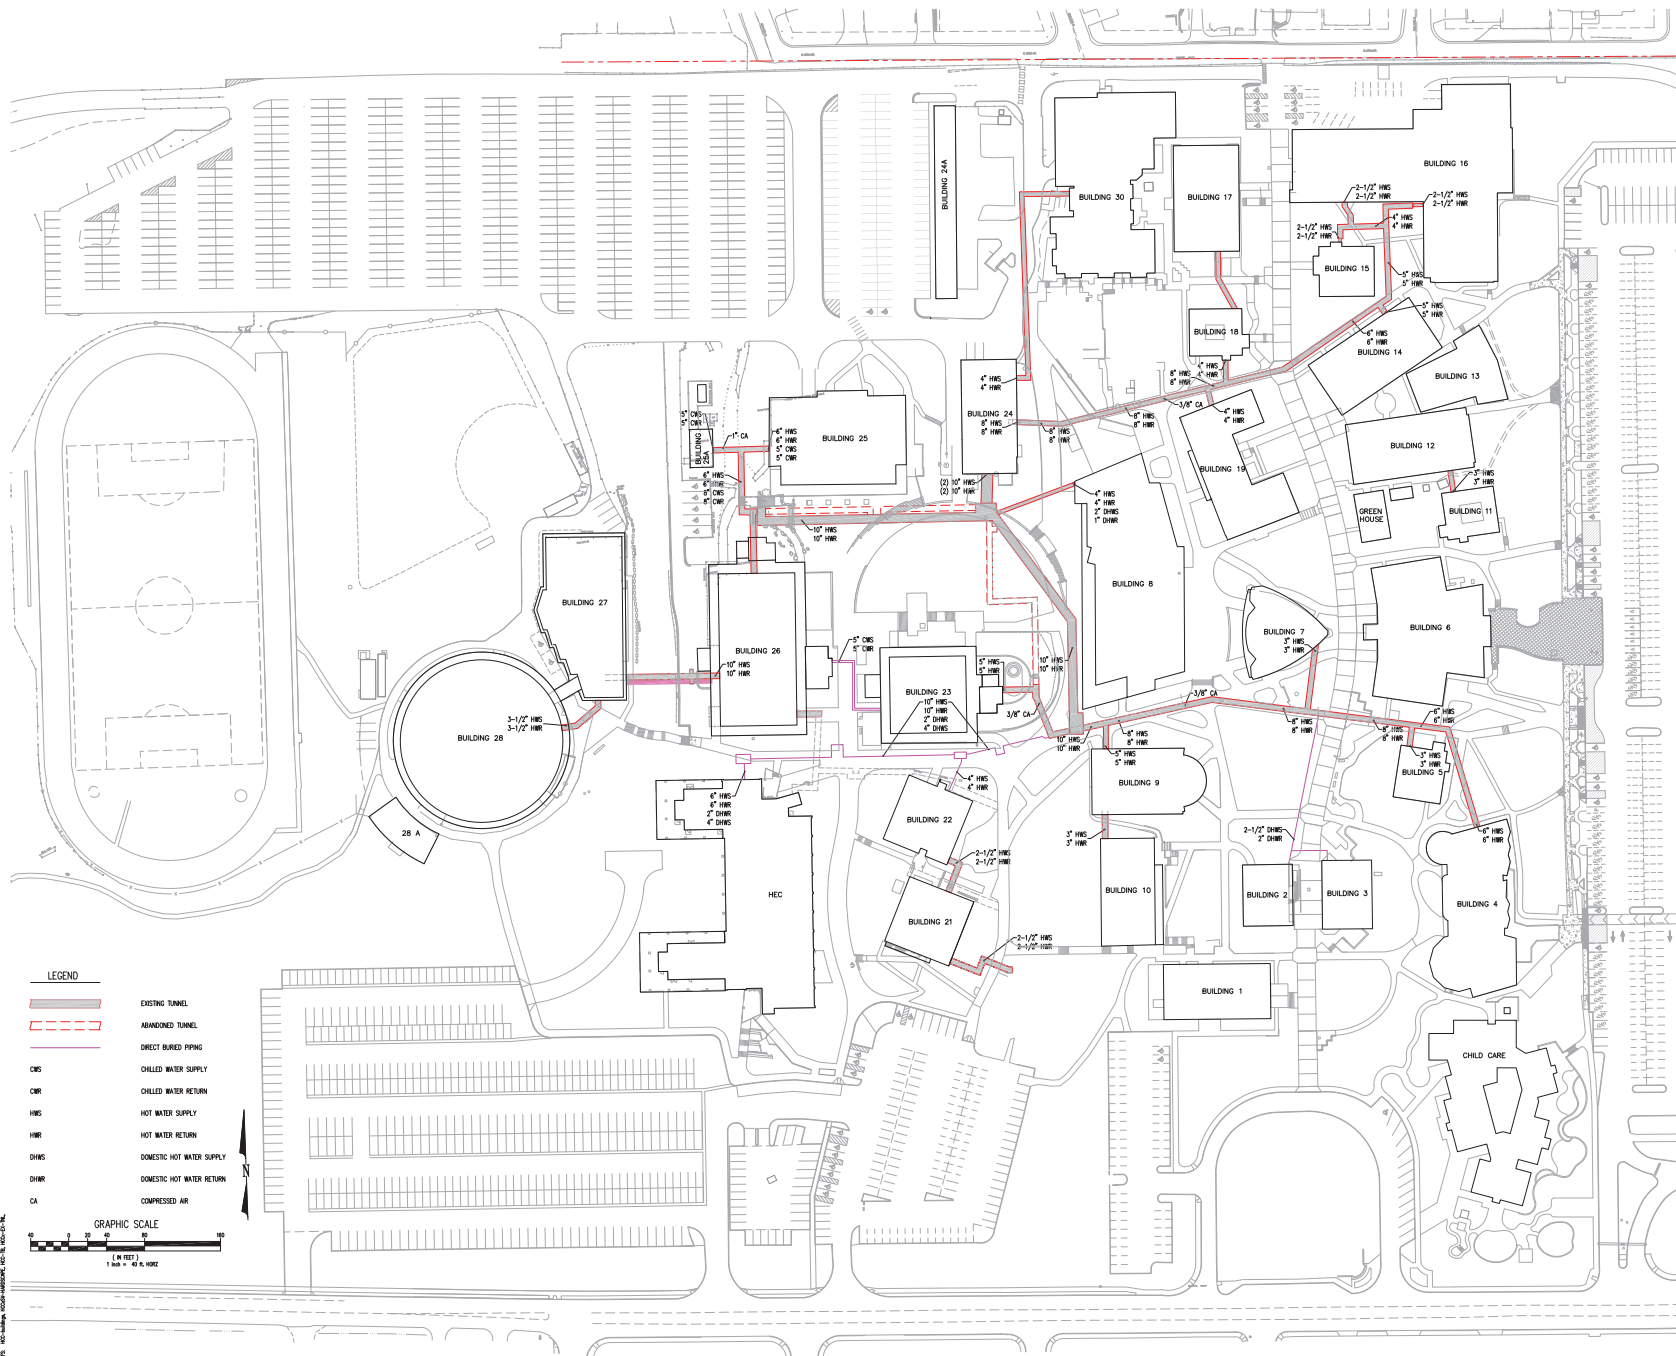 BUILDING 24A
BUILDING 30
BUILDING 17
BUILDING 16
2-1/2" HWS
2-1/2" HWR
2-1/2" HWS
2-1/2" HWR
4" HWS
4" HWR
2-1/2" HWS
2-1/2" HWR
BUILDING 15
5" HWS
5" HWR
5" HWS
5" HWR
6" HWS
6" HWR
BUILDING 18
BUILDING 14
BUILDING 13
4" HWS
4" HWR
8" HWS
8" HWR
4" HWS
4" HWR
3/8" CA
4" HWS
4" HWR
8" HWS
8" HWR
BUILDING 24
8" HWS
8" HWR
8" HWS
8" HWR
5" CWS
5" CWR
1" CA
BUILDING
25A
6" HWS
6" HWR
5" CWS
5" CWR
BUILDING 25
BUILDING 12
BUILDING 19
3" HWS
3" HWR
6" HWS
6" HWR
8" CWS
8" CWR
(2) 10" HWS
(2) 10" HWR
4" HWS
4" HWR
2" DHWS
1" DHWR
GREEN
HOUSE
BUILDING 11
10" HWS
10" HWR
BUILDING 8
BUILDING 27
BUILDING 7
3" HWS
3" HWR
BUILDING 6
BUILDING 26
10" HWS
10" HWR
5" CWS
5" CWR
5" HWS
5" HWR
10" HWS
10" HWR
BUILDING 23
10" HWS
10" HWR
2" DHWR
4" DHWS
3/8" CA
3/8" CA
3-1/2" HWS
3-1/2" HWR
BUILDING 28
10" HWS
10" HWR
8" HWS
8" HWR
8" HWS
8" HWR
8" HWS
8" HWR
6" HWS
6" HWR
5" HWS
5" HWR
3" HWS
3" HWR
BUILDING 5
BUILDING 9
4" HWS
4" HWR
6" HWS
6" HWR
2" DHWR
4" DHWS
28 A
BUILDING 22
3" HWS
3" HWR
2-1/2" DHWS
2" DHWR
6" HWS
6" HWR
2-1/2" HWS
2-1/2" HWR
HEC
BUILDING 10
BUILDING 2
BUILDING 3
BUILDING 4
BUILDING 21
2-1/2" HWS
2-1/2" HWR
BUILDING 1
CHILD CARE
LEGEND
EXISTING TUNNEL
ABANDONED TUNNEL
DIRECT BURIED PIPING
CWS CHILLED WATER SUPPLY
CWR CHILLED WATER RETURN
HWS HOT WATER SUPPLY
HWR HOT WATER RETURN
DHWS DOMESTIC HOT WATER SUPPLY
DHWR DOMESTIC HOT WATER RETURN
CA COMPRESSED AIR
N
GRAPHIC SCALE
40 0 20 40 80 160
( IN FEET )
1 inch = 40 ft. HORZ